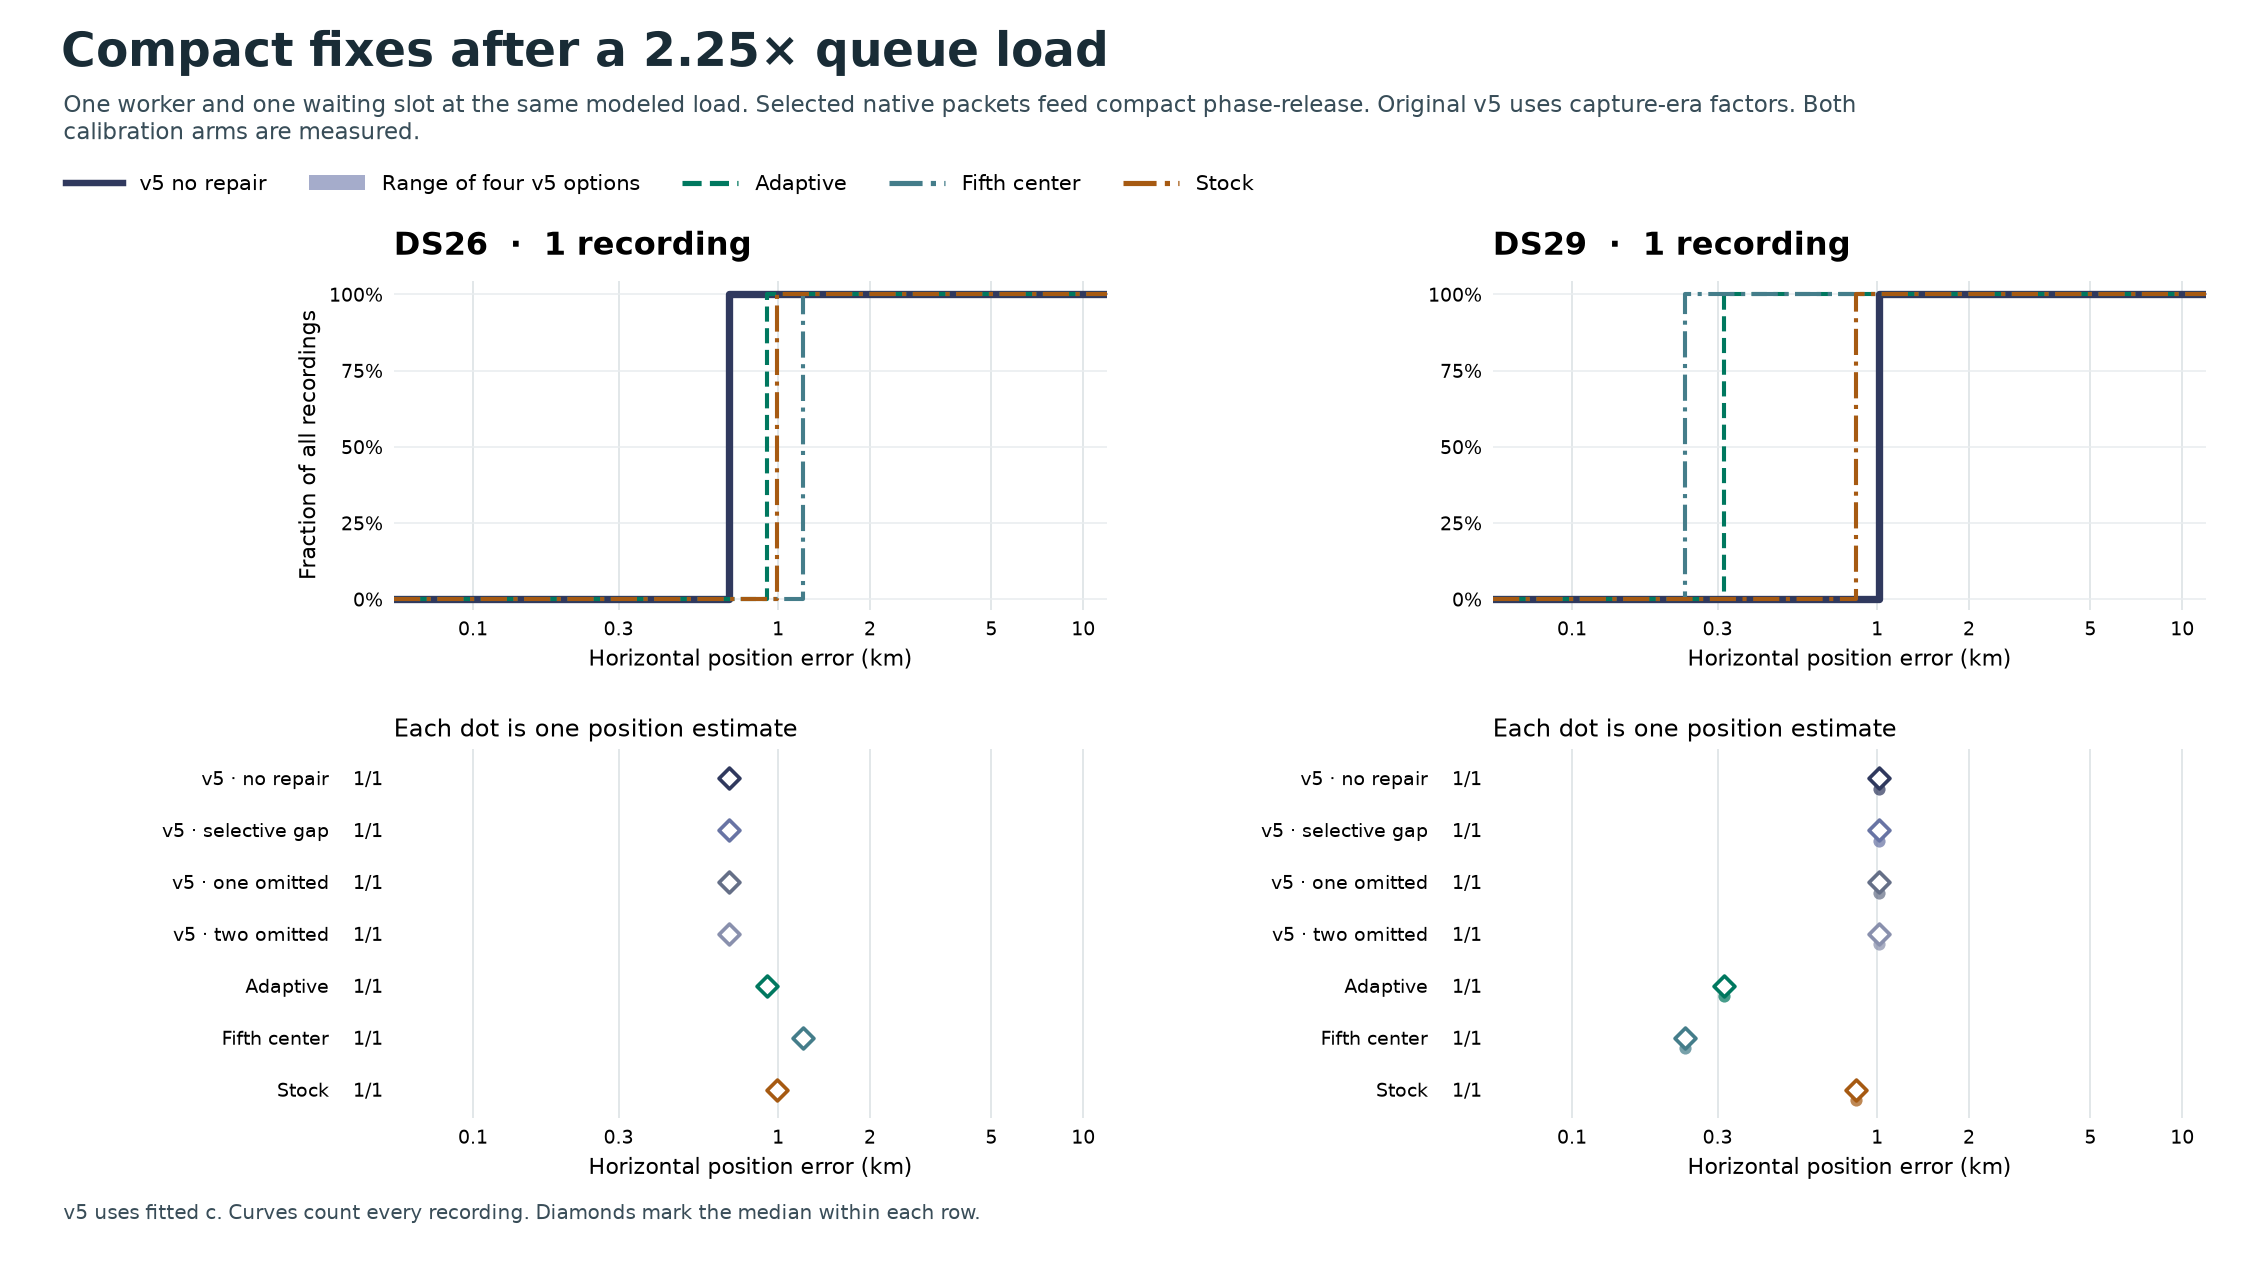 Compact fixes after a 2.25× queue load
One worker and one waiting slot at the same modeled load. Selected native packets feed compact phase-release. Original v5 uses capture-era factors. Both
calibration arms are measured.
v5 no repair
Range of four v5 options
Adaptive
Fifth center
Stock
DS26 · 1 recording
Fraction of all recordings
100%
75%
50%
25%
0%
0.1 0.3 1 2 5 10
Horizontal position error (km)
DS29 · 1 recording
100%
75%
50%
25%
0%
0.1 0.3 1 2 5 10
Horizontal position error (km)
Each dot is one position estimate
v5 · no repair 1/1
v5 · selective gap 1/1
v5 · one omitted 1/1
v5 · two omitted 1/1
Adaptive 1/1
Fifth center 1/1
Stock 1/1
0.1 0.3 1 2 5 10
Horizontal position error (km)
Each dot is one position estimate
v5 · no repair 1/1
v5 · selective gap 1/1
v5 · one omitted 1/1
v5 · two omitted 1/1
Adaptive 1/1
Fifth center 1/1
Stock 1/1
0.1 0.3 1 2 5 10
Horizontal position error (km)
v5 uses fitted c. Curves count every recording. Diamonds mark the median within each row.